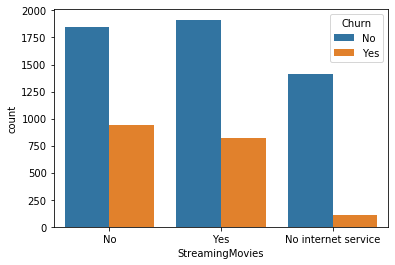 2000
1750
1500
1250
1000
750
500
250
0
count
Churn
No
Yes
No
Yes
No internet service
StreamingMovies